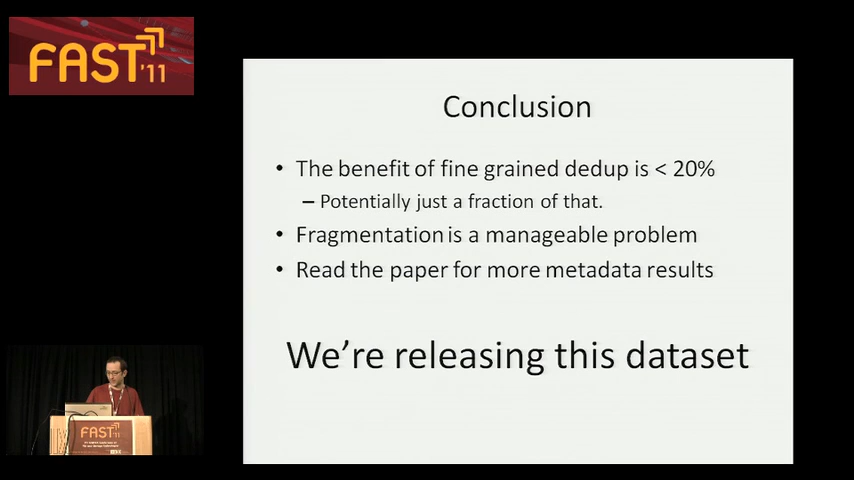 FAST '11
Conclusion
• The benefit of fine grained dedup is < 20%
– Potentially just a fraction of that.
• Fragmentation is a manageable problem
• Read the paper for more metadata results
We're releasing this dataset
FAST '11